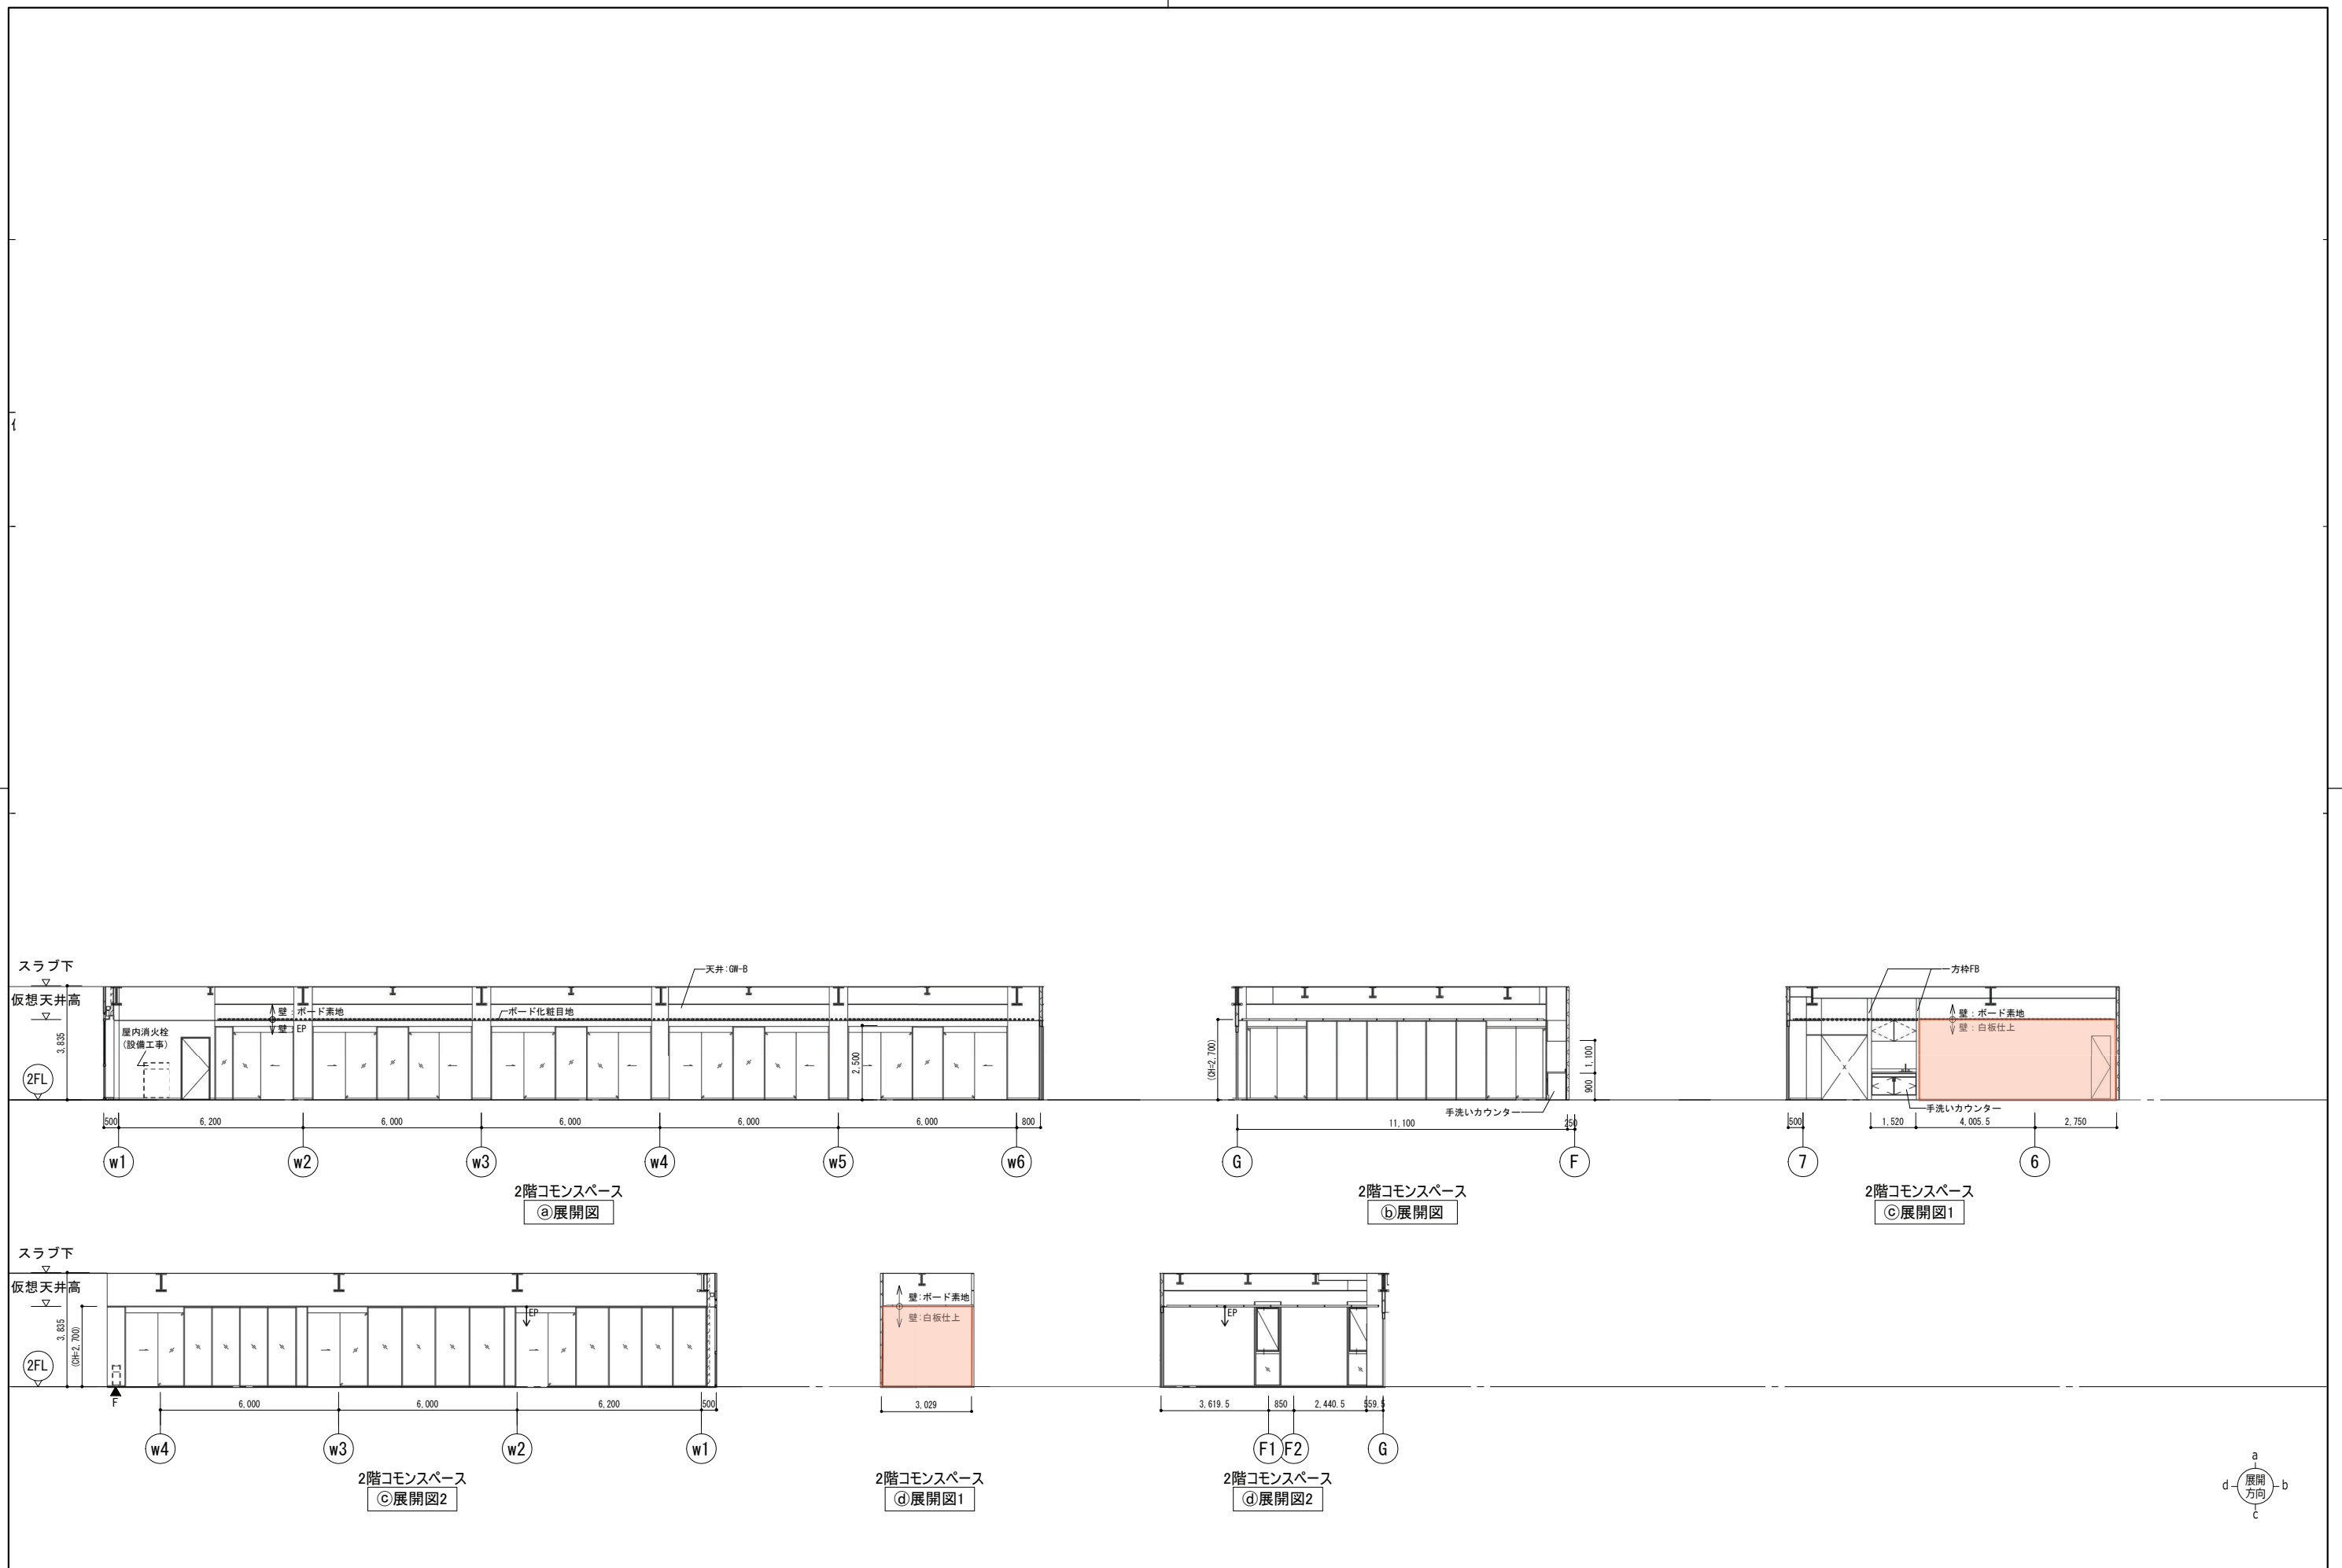 スラブ下
仮想天井高
3,835
2FL
屋内消火栓
(設備工事)
壁：ボード素地
壁：EP
ボード化粧目地
天井:GW-B
2,500
500
6,200
6,000
6,000
6,000
6,000
800
w1
w2
w3
w4
w5
w6
2階コモンスペース
ⓐ展開図
(CH=2,700)
1,100
900
手洗いカウンター
11,100
250
G
F
2階コモンスペース
ⓑ展開図
方枠FB
壁：ボード素地
壁：白板仕上
x
手洗いカウンター
500
1,520
4,005.5
2,750
7
6
2階コモンスペース
ⓒ展開図1
スラブ下
仮想天井高
3,835
(CH=2,700)
2FL
EP
F
6,000
6,000
6,200
500
w4
w3
w2
w1
2階コモンスペース
ⓒ展開図2
壁:ボード素地
壁:白板仕上
3,029
2階コモンスペース
ⓓ展開図1
EP
3,619.5
850
2,440.5
559.5
F1
F2
G
2階コモンスペース
ⓓ展開図2
a
d
展開
方向
b
c